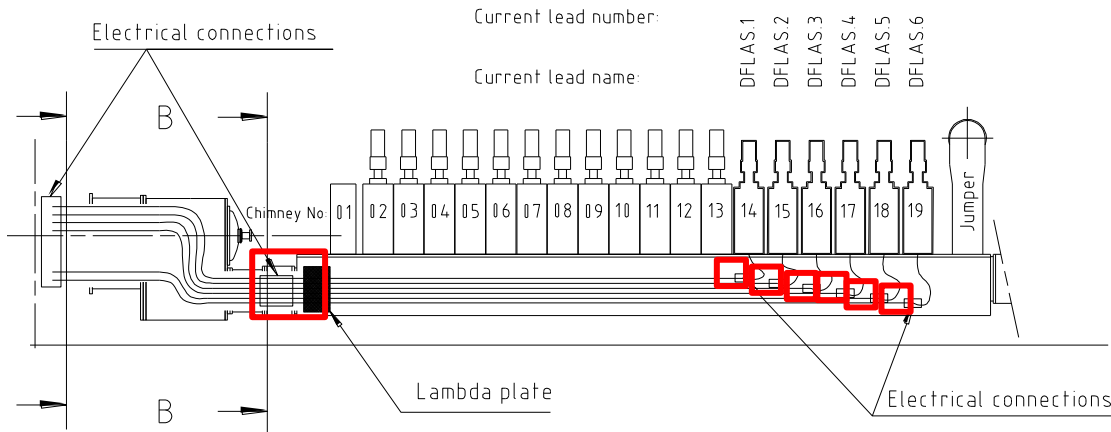 Current lead number:
Electrical connections
DFLAS.1
DFLAS.2
DFLAS.3
DFLAS.4
DFLAS.5
DFLAS.6
Current lead name:
B
Chimney No:
01
02
03
04
05
06
07
08
09
10
11
12
13
14
15
16
17
18
19
Jumper
Lambda plate
Electrical connections
B